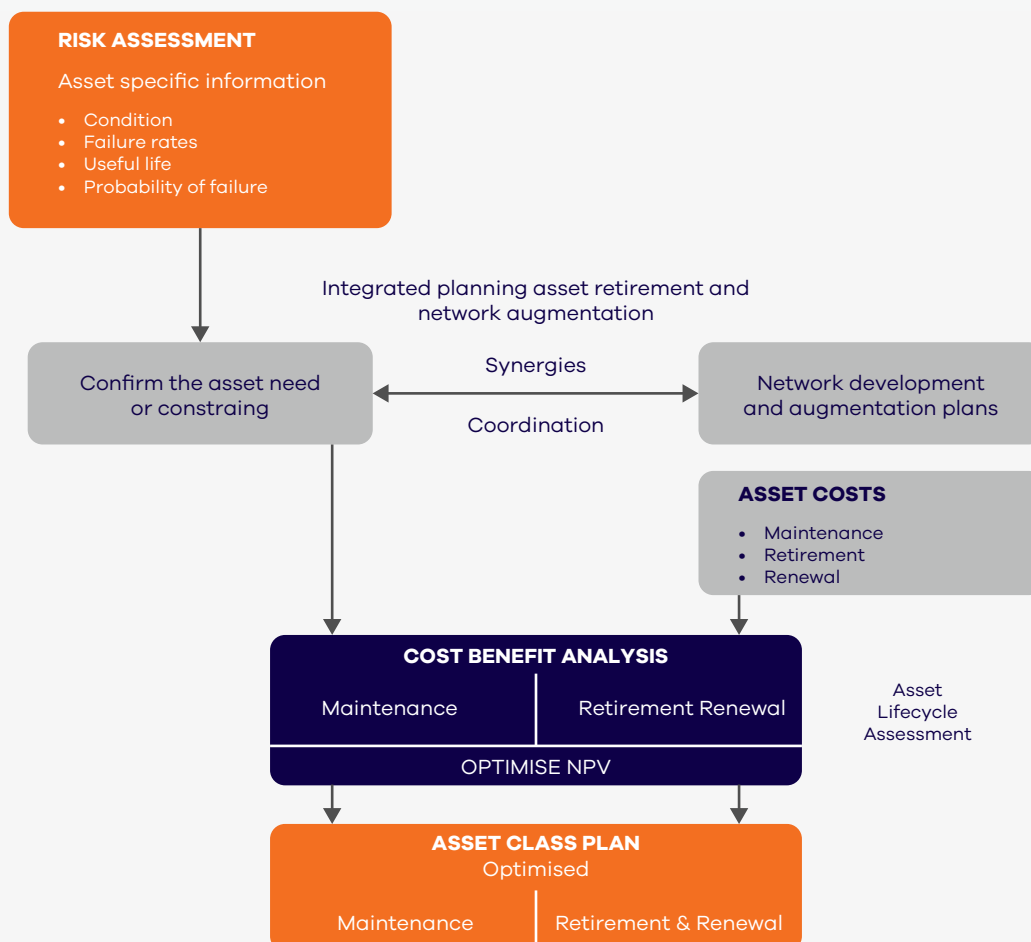 RISK ASSESSMENT
Asset specific information
• Condition
• Failure rates
• Useful life
• Probability of failure
Integrated planning asset retirement and
network augmentation
Confirm the asset need
or constraing
Synergies
Coordination
Network development
and augmentation plans
ASSET COSTS
• Maintenance
• Retirement
• Renewal
COST BENEFIT ANALYSIS
Maintenance
Retirement Renewal
OPTIMISE NPV
Asset
Lifecycle
Assessment
ASSET CLASS PLAN
Optimised
Maintenance
Retirement & Renewal